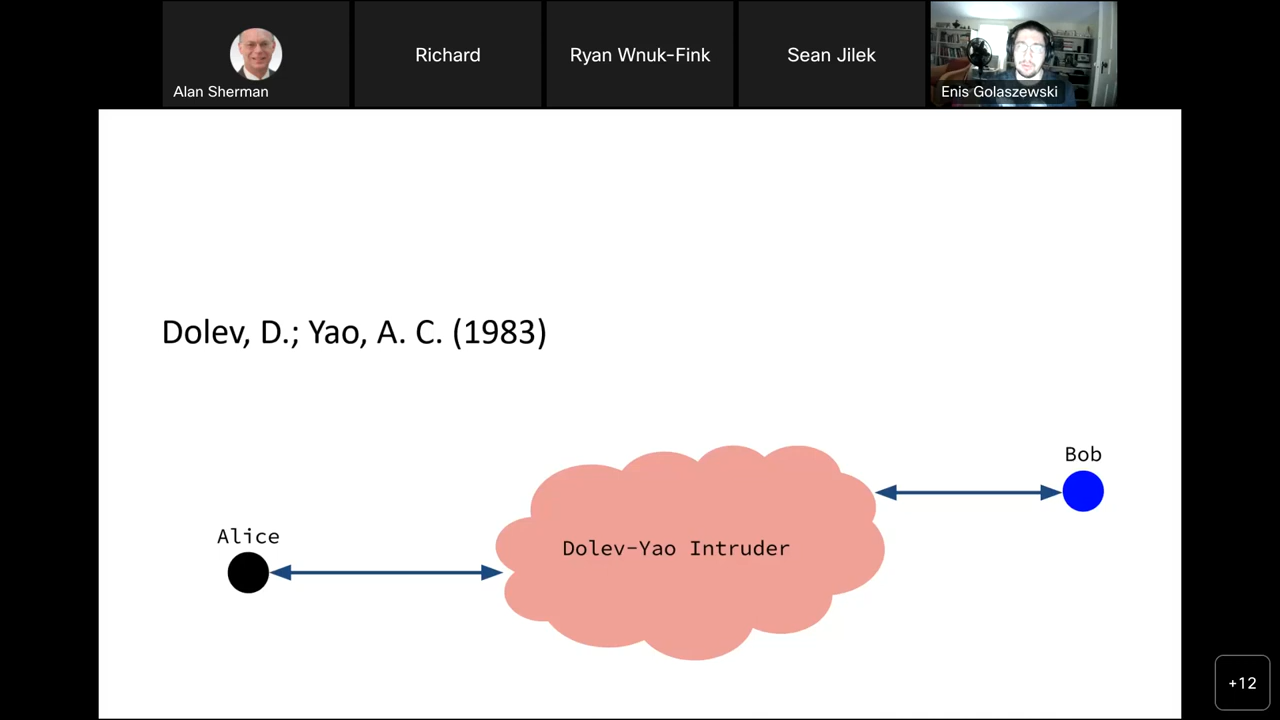 Richard
Ryan Wnuk-Fink
Sean Jilek
Alan Sherman
Enis Golaszewski
Dolev, D.; Yao, A. C. (1983)
Bob
Alice
Dolev-Yao Intruder
+12